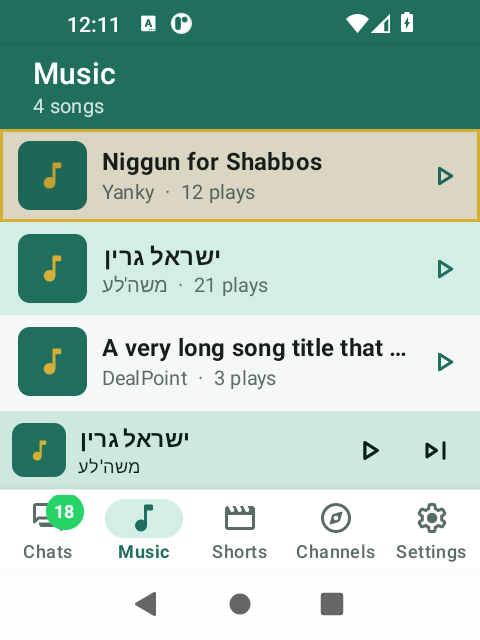 12:11
A
Music
4 songs
Niggun for Shabbos
Yanky · 12 plays
ישראל גרין
משה'לע · 21 plays
A very long song title that ...
DealPoint · 3 plays
ישראל גרין
משה'לע
18
Chats
Music
Shorts
Channels
Settings